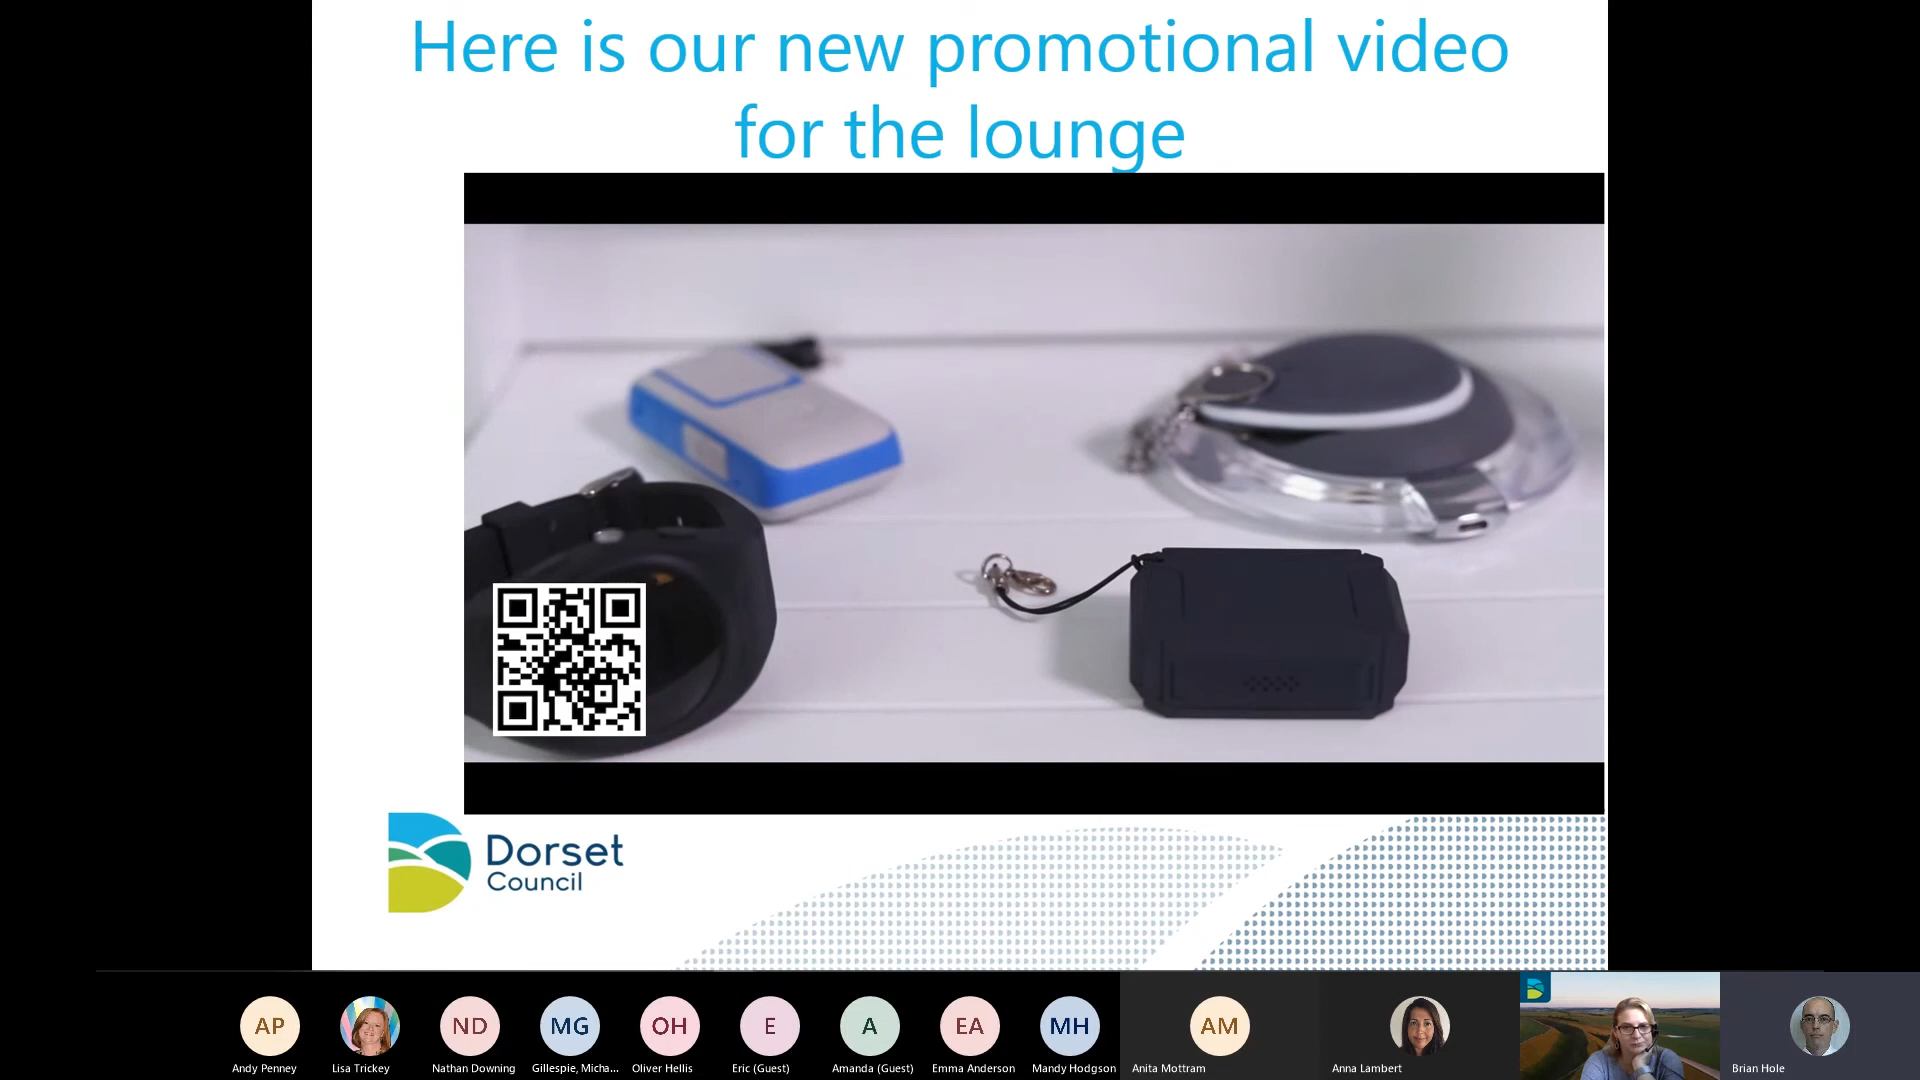 Here is our new promotional video
for the lounge
Dorset
Council
AP
ND
MG
OH
E
A
EA
MH
AM
Andy Penney
Lisa Trickey
Nathan Downing
Gillespie, Micha...
Oliver Hellis
Eric (Guest)
Amanda (Guest)
Emma Anderson
Mandy Hodgson
Anita Mottram
Anna Lambert
Brian Hole